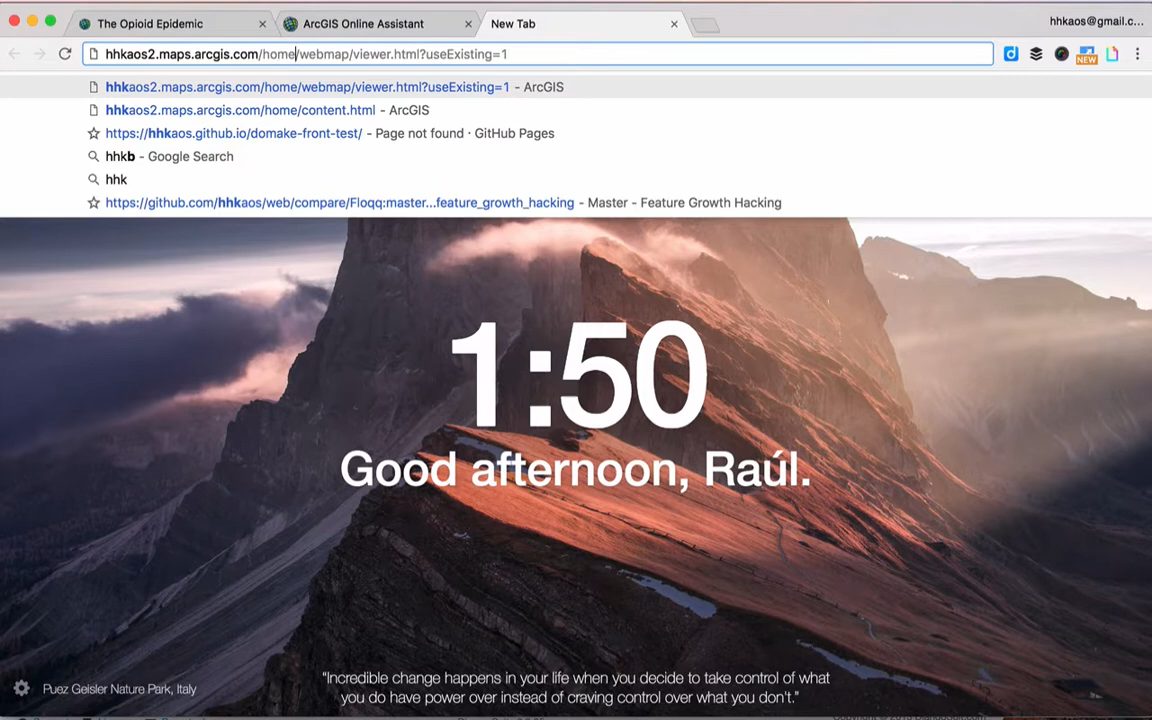 The Opioid Epidemic
ArcGIS Online Assistant
New Tab
hhkaos@gmail.c...
hhkaos2.maps.arcgis.com/home/webmap/viewer.html?useExisting=1
NEW
hhkaos2.maps.arcgis.com/home/webmap/viewer.html?useExisting=1 - ArcGIS
hhkaos2.maps.arcgis.com/home/content.html - ArcGIS
https://hhkaos.github.io/domake-front-test/ - Page not found · GitHub Pages
hhkb - Google Search
hhk
https://github.com/hhkaos/web/compare/Floqq:master...feature_growth_hacking - Master - Feature Growth Hacking
1:50
Good afternoon, Raúl.
"Incredible change happens in your life when you decide to take control of what
you do have power over instead of craving control over what you don't."
Puez Geisler Nature Park, Italy